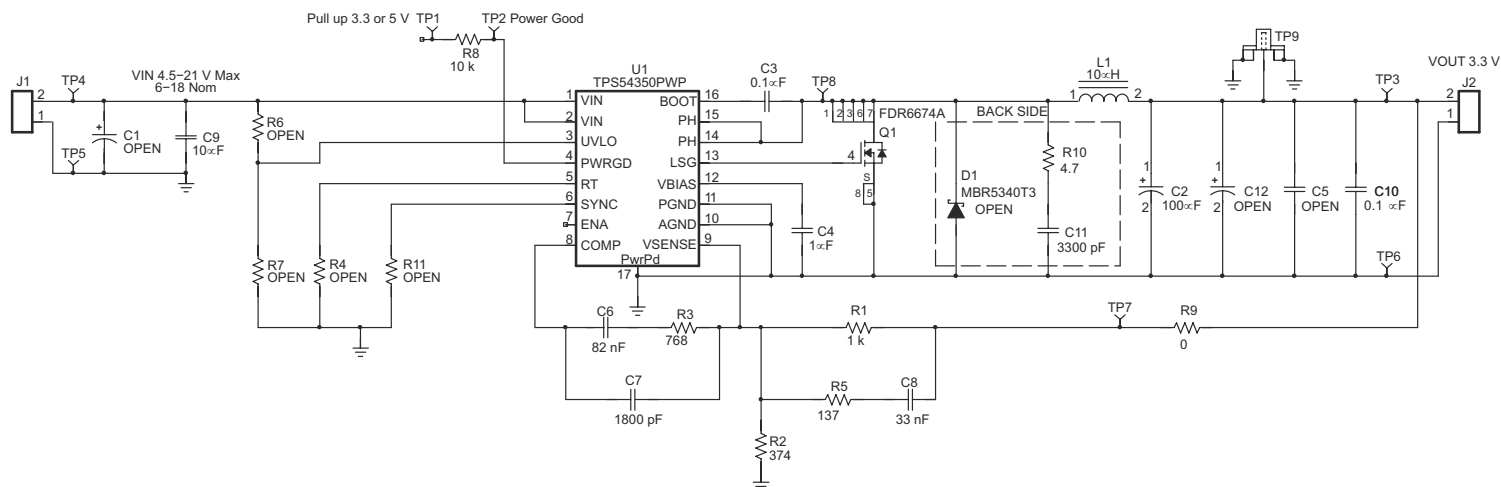 Pull up 3.3 or 5 V TP1
TP2 Power Good
R8
10 k
J1
2
1
TP4
TP5
VIN 4.5−21 V Max
6−18 Nom
+
C1
OPEN
C9
10∝F
R6
OPEN
R7
OPEN
R4
OPEN
R11
OPEN
U1
TPS54350PWP
1 VIN
2 VIN
3 UVLO
4 PWRGD
5 RT
6 SYNC
7 ENA
8 COMP
BOOT 16
PH 15
PH 14
LSG 13
VBIAS 12
PGND 11
AGND 10
VSENSE 9
PwrPd
17
C3
0.1∝F
TP8
1 2 3 6 7
FDR6674A
Q1
4
S
8 5
C4
1∝F
BACK SIDE
D1
MBR5340T3
OPEN
R10
4.7
C11
3300 pF
L1
10∝H
1 2
TP9
TP3
VOUT 3.3 V
J2
2
1
1
+
2
C2
100∝F
1
+
2
C12
OPEN
C5
OPEN
C10
0.1 ∝F
TP6
C6
82 nF
R3
768
C7
1800 pF
R1
1 k
TP7
R9
0
R5
137
C8
33 nF
R2
374